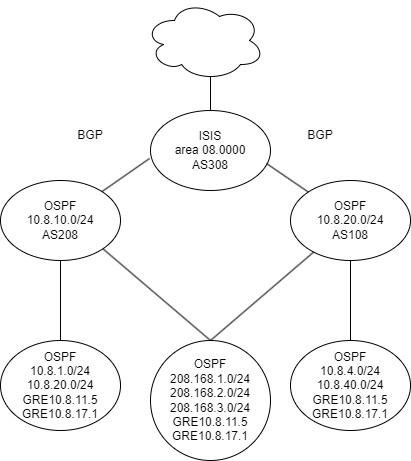 BGP
BGP
ISIS
area 08.0000
AS308
OSPF
10.8.10.0/24
AS208
OSPF
10.8.20.0/24
AS108
OSPF
10.8.1.0/24
10.8.20.0/24
GRE10.8.11.5
GRE10.8.17.1
OSPF
208.168.1.0/24
208.168.2.0/24
208.168.3.0/24
GRE10.8.11.5
GRE10.8.17.1
OSPF
10.8.4.0/24
10.8.40.0/24
GRE10.8.11.5
GRE10.8.17.1